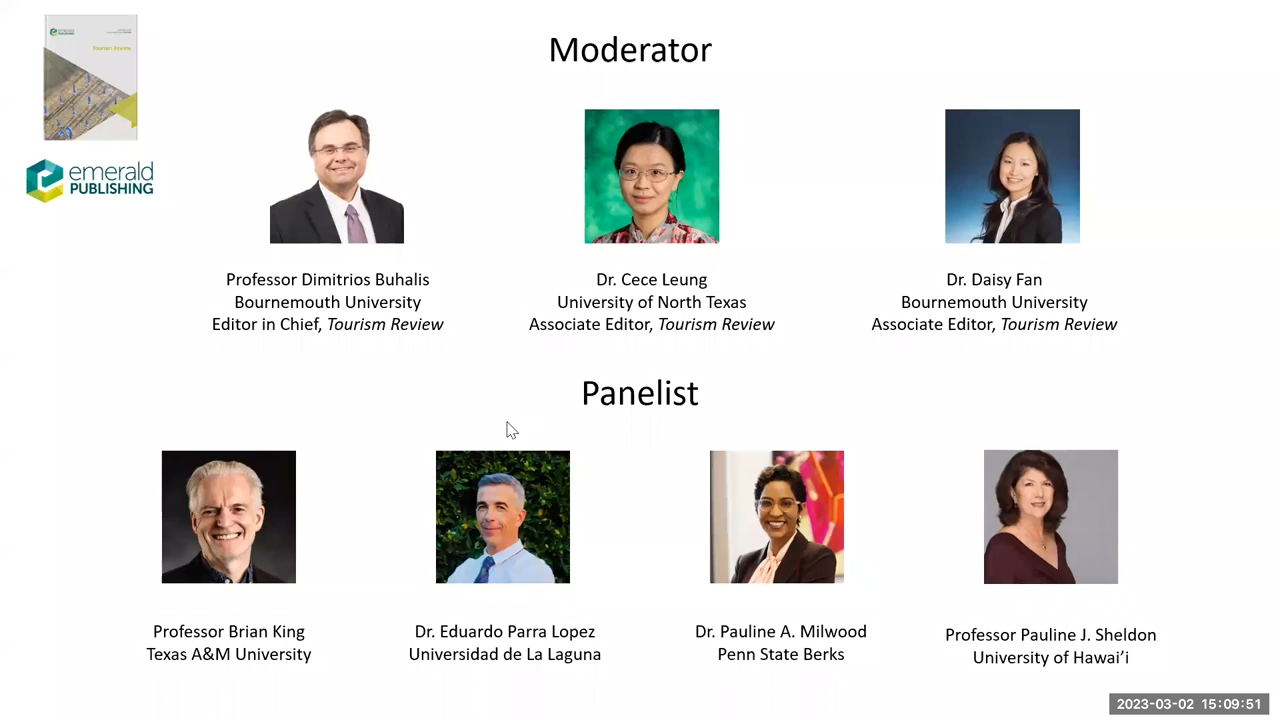 Tourism Review
emerald
PUBLISHING
Moderator
Professor Dimitrios Buhalis
Bournemouth University
Editor in Chief, Tourism Review
Dr. Cece Leung
University of North Texas
Associate Editor, Tourism Review
Dr. Daisy Fan
Bournemouth University
Associate Editor, Tourism Review
Panelist
Professor Brian King
Texas A&M University
Dr. Eduardo Parra Lopez
Universidad de La Laguna
Dr. Pauline A. Milwood
Penn State Berks
Professor Pauline J. Sheldon
University of Hawai’i
2023-03-02 15:09:51